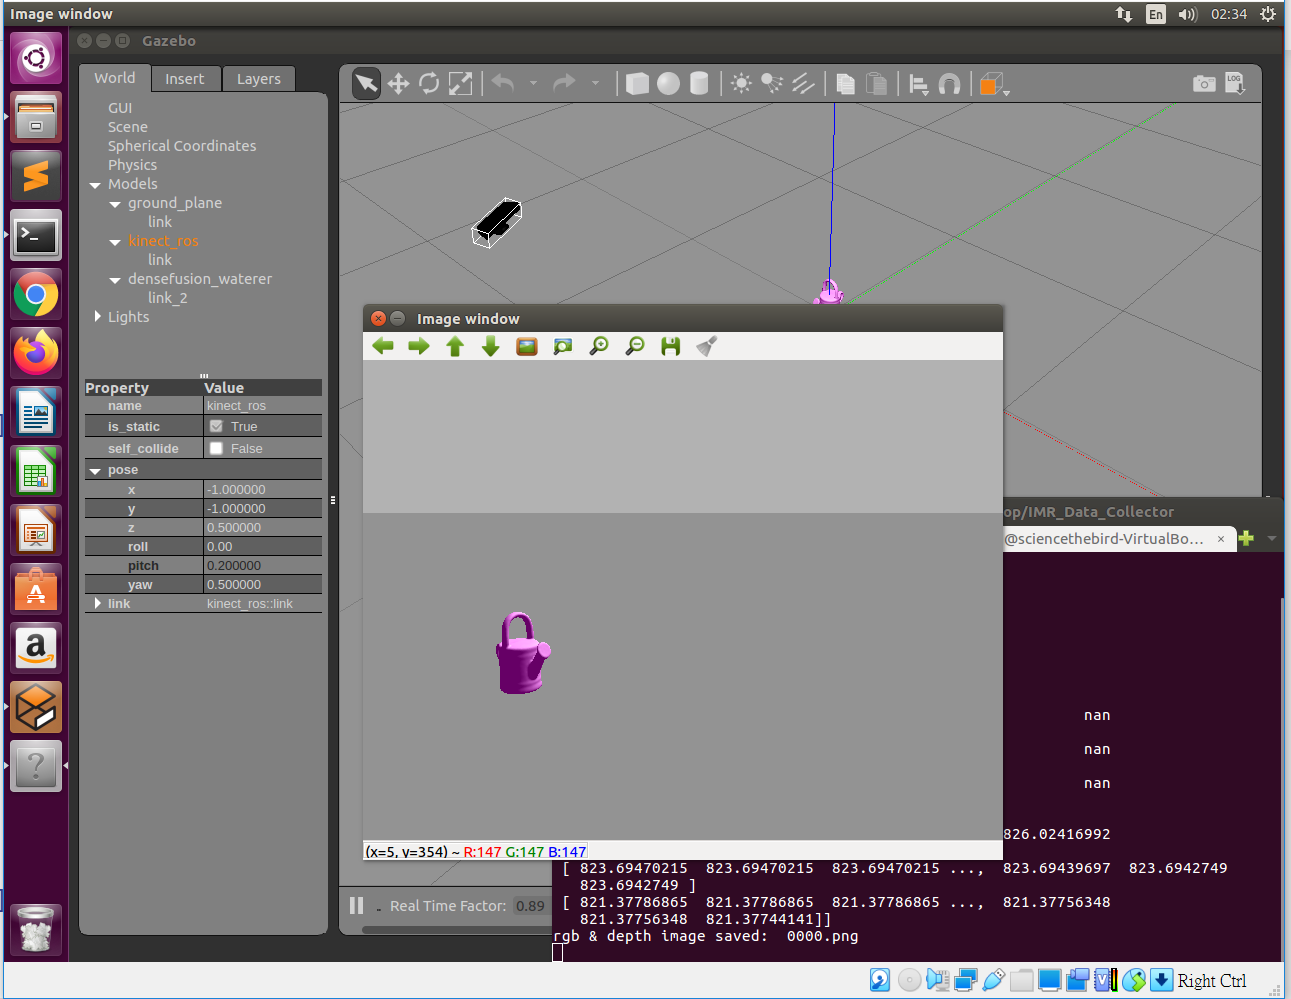 Image window
En
02:34
Gazebo
World Insert Layers
GUI
Scene
Spherical Coordinates
Physics
Models
ground_plane
link
kinect_ros
link
densefusion_waterer
link_2
Lights
Property Value
name kinect_ros
is_static True
self_collide False
pose
x -1.000000
y -1.000000
z 0.500000
roll 0.00
pitch 0.200000
yaw 0.500000
link kinect_ros::link
LOG
Image window
(x=5, y=354) ~ R:147 G:147 B:147
Real Time Factor: 0.89
op/IMR_Data_Collector
@sciencethebird-VirtualBo...
nan
nan
nan
826.02416992
[ 823.69470215 823.69470215 823.69470215 ..., 823.69439697 823.6942749
823.6942749 ]
[ 821.37786865 821.37786865 821.37786865 ..., 821.37756348
821.37756348 821.37744141]]
rgb & depth image saved: 0000.png
Right Ctrl